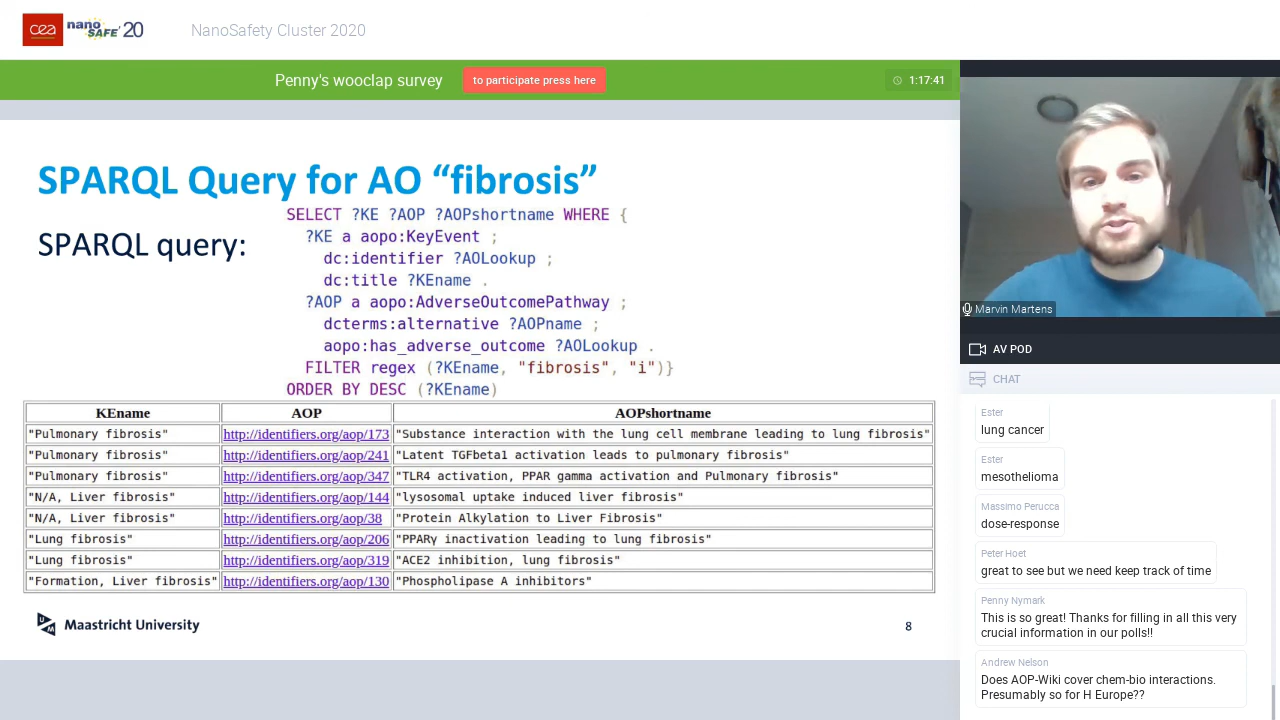 cea nano SAFE'20
NanoSafety Cluster 2020
Penny's wooclap survey
to participate press here
1:17:41
SPARQL Query for AO “fibrosis”
SPARQL query:
SELECT ?KE ?AOP ?AOPshortname WHERE {
?KE a aopo:KeyEvent ;
dc:identifier ?AOLookup ;
dc:title ?KEname .
?AOP a aopo:AdverseOutcomePathway ;
dcterms:alternative ?AOPname ;
aopo:has_adverse_outcome ?AOLookup .
FILTER regex (?KEname, "fibrosis", "i")}
ORDER BY DESC (?KEname)
KEname AOP AOPshortname
"Pulmonary fibrosis" http://identifiers.org/aop/173 "Substance interaction with the lung cell membrane leading to lung fibrosis"
"Pulmonary fibrosis" http://identifiers.org/aop/241 "Latent TGFbeta1 activation leads to pulmonary fibrosis"
"Pulmonary fibrosis" http://identifiers.org/aop/347 "TLR4 activation, PPAR gamma activation and Pulmonary fibrosis"
"N/A, Liver fibrosis" http://identifiers.org/aop/144 "lysosomal uptake induced liver fibrosis"
"N/A, Liver fibrosis" http://identifiers.org/aop/38 "Protein Alkylation to Liver Fibrosis"
"Lung fibrosis" http://identifiers.org/aop/206 "PPARγ inactivation leading to lung fibrosis"
"Lung fibrosis" http://identifiers.org/aop/319 "ACE2 inhibition, lung fibrosis"
"Formation, Liver fibrosis" http://identifiers.org/aop/130 "Phospholipase A inhibitors"
UM Maastricht University
8
Marvin Martens
AV POD
CHAT
Ester
lung cancer
Ester
mesothelioma
Massimo Perucca
dose-response
Peter Hoet
great to see but we need keep track of time
Penny Nymark
This is so great! Thanks for filling in all this very
crucial information in our polls!!
Andrew Nelson
Does AOP-Wiki cover chem-bio interactions.
Presumably so for H Europe??